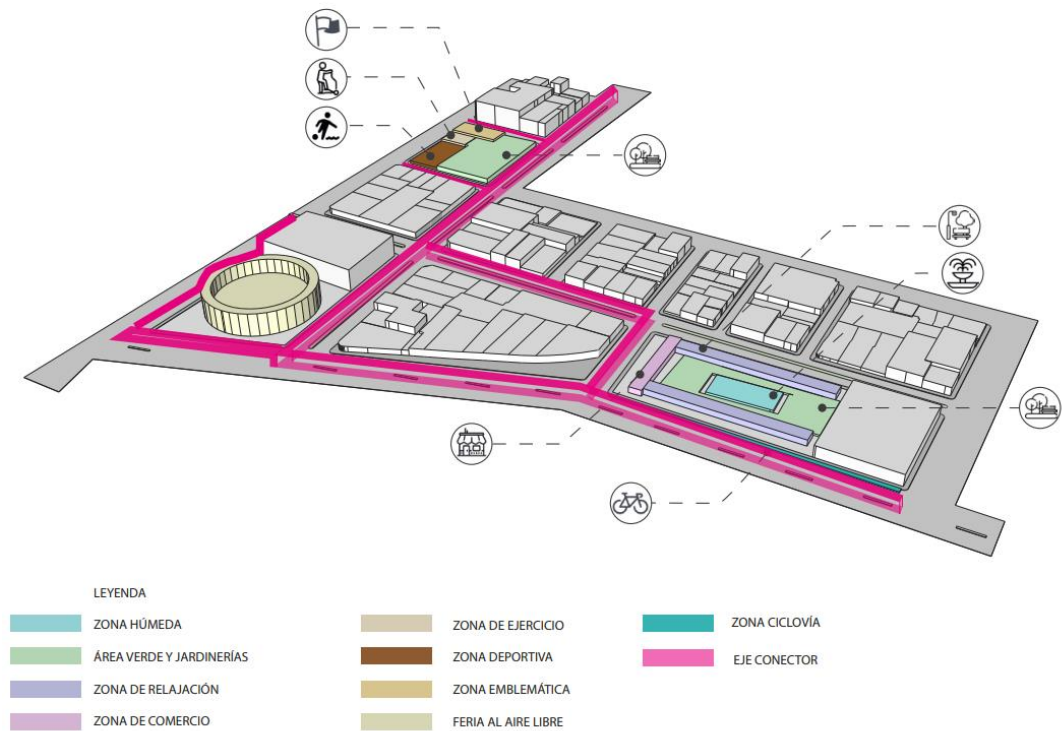 LEYENDA
ZONA HÚMEDA
ÁREA VERDE Y JARDINERÍAS
ZONA DE RELAJACIÓN
ZONA DE COMERCIO
ZONA DE EJERCICIO
ZONA DEPORTIVA
ZONA EMBLEMÁTICA
FERIA AL AIRE LIBRE
ZONA CICLOVÍA
EJE CONECTOR